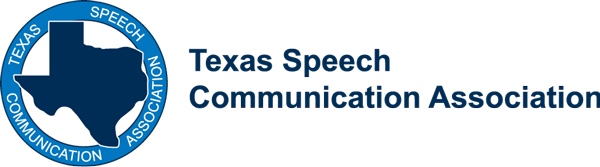 TEXAS SPEECH
COMMUNICATION ASSOCIATION
Texas Speech
Communication Association